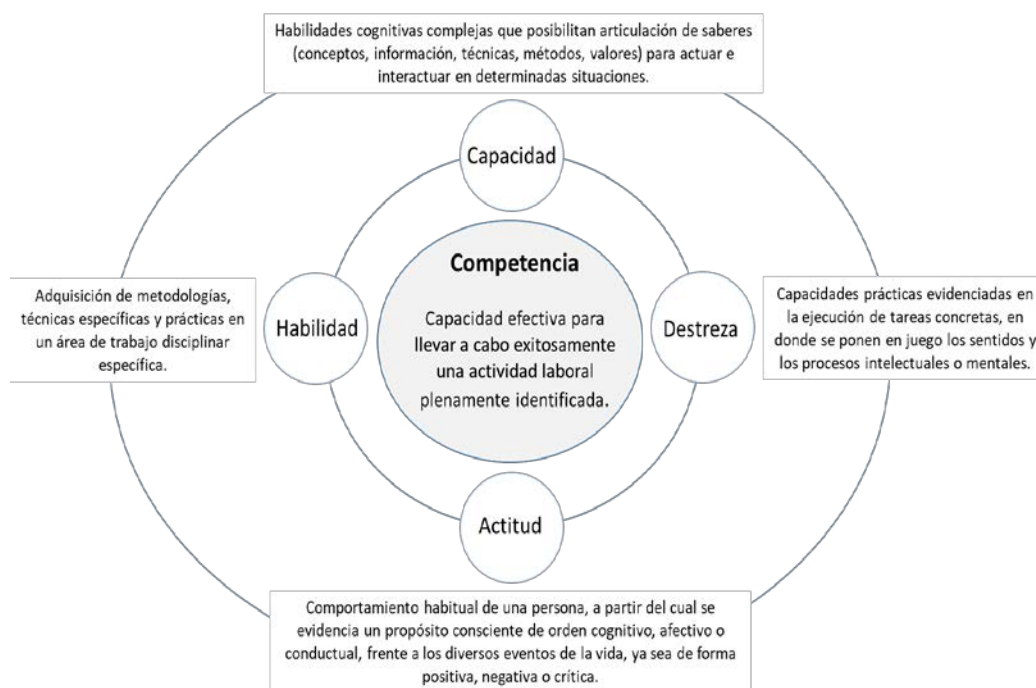 Habilidades cognitivas complejas que posibilitan articulación de saberes
(conceptos, información, técnicas, métodos, valores) para actuar e
interactuar en determinadas situaciones.
Capacidad
Competencia
Capacidad efectiva para
llevar a cabo exitosamente
una actividad laboral
plenamente identificada.
Habilidad
Adquisición de metodologías,
técnicas específicas y prácticas en
un área de trabajo disciplinar
específica.
Destreza
Capacidades prácticas evidenciadas en
la ejecución de tareas concretas, en
donde se ponen en juego los sentidos y
los procesos intelectuales o mentales.
Actitud
Comportamiento habitual de una persona, a partir del cual se
evidencia un propósito consciente de orden cognitivo, afectivo o
conductual, frente a los diversos eventos de la vida, ya sea de forma
positiva, negativa o crítica.